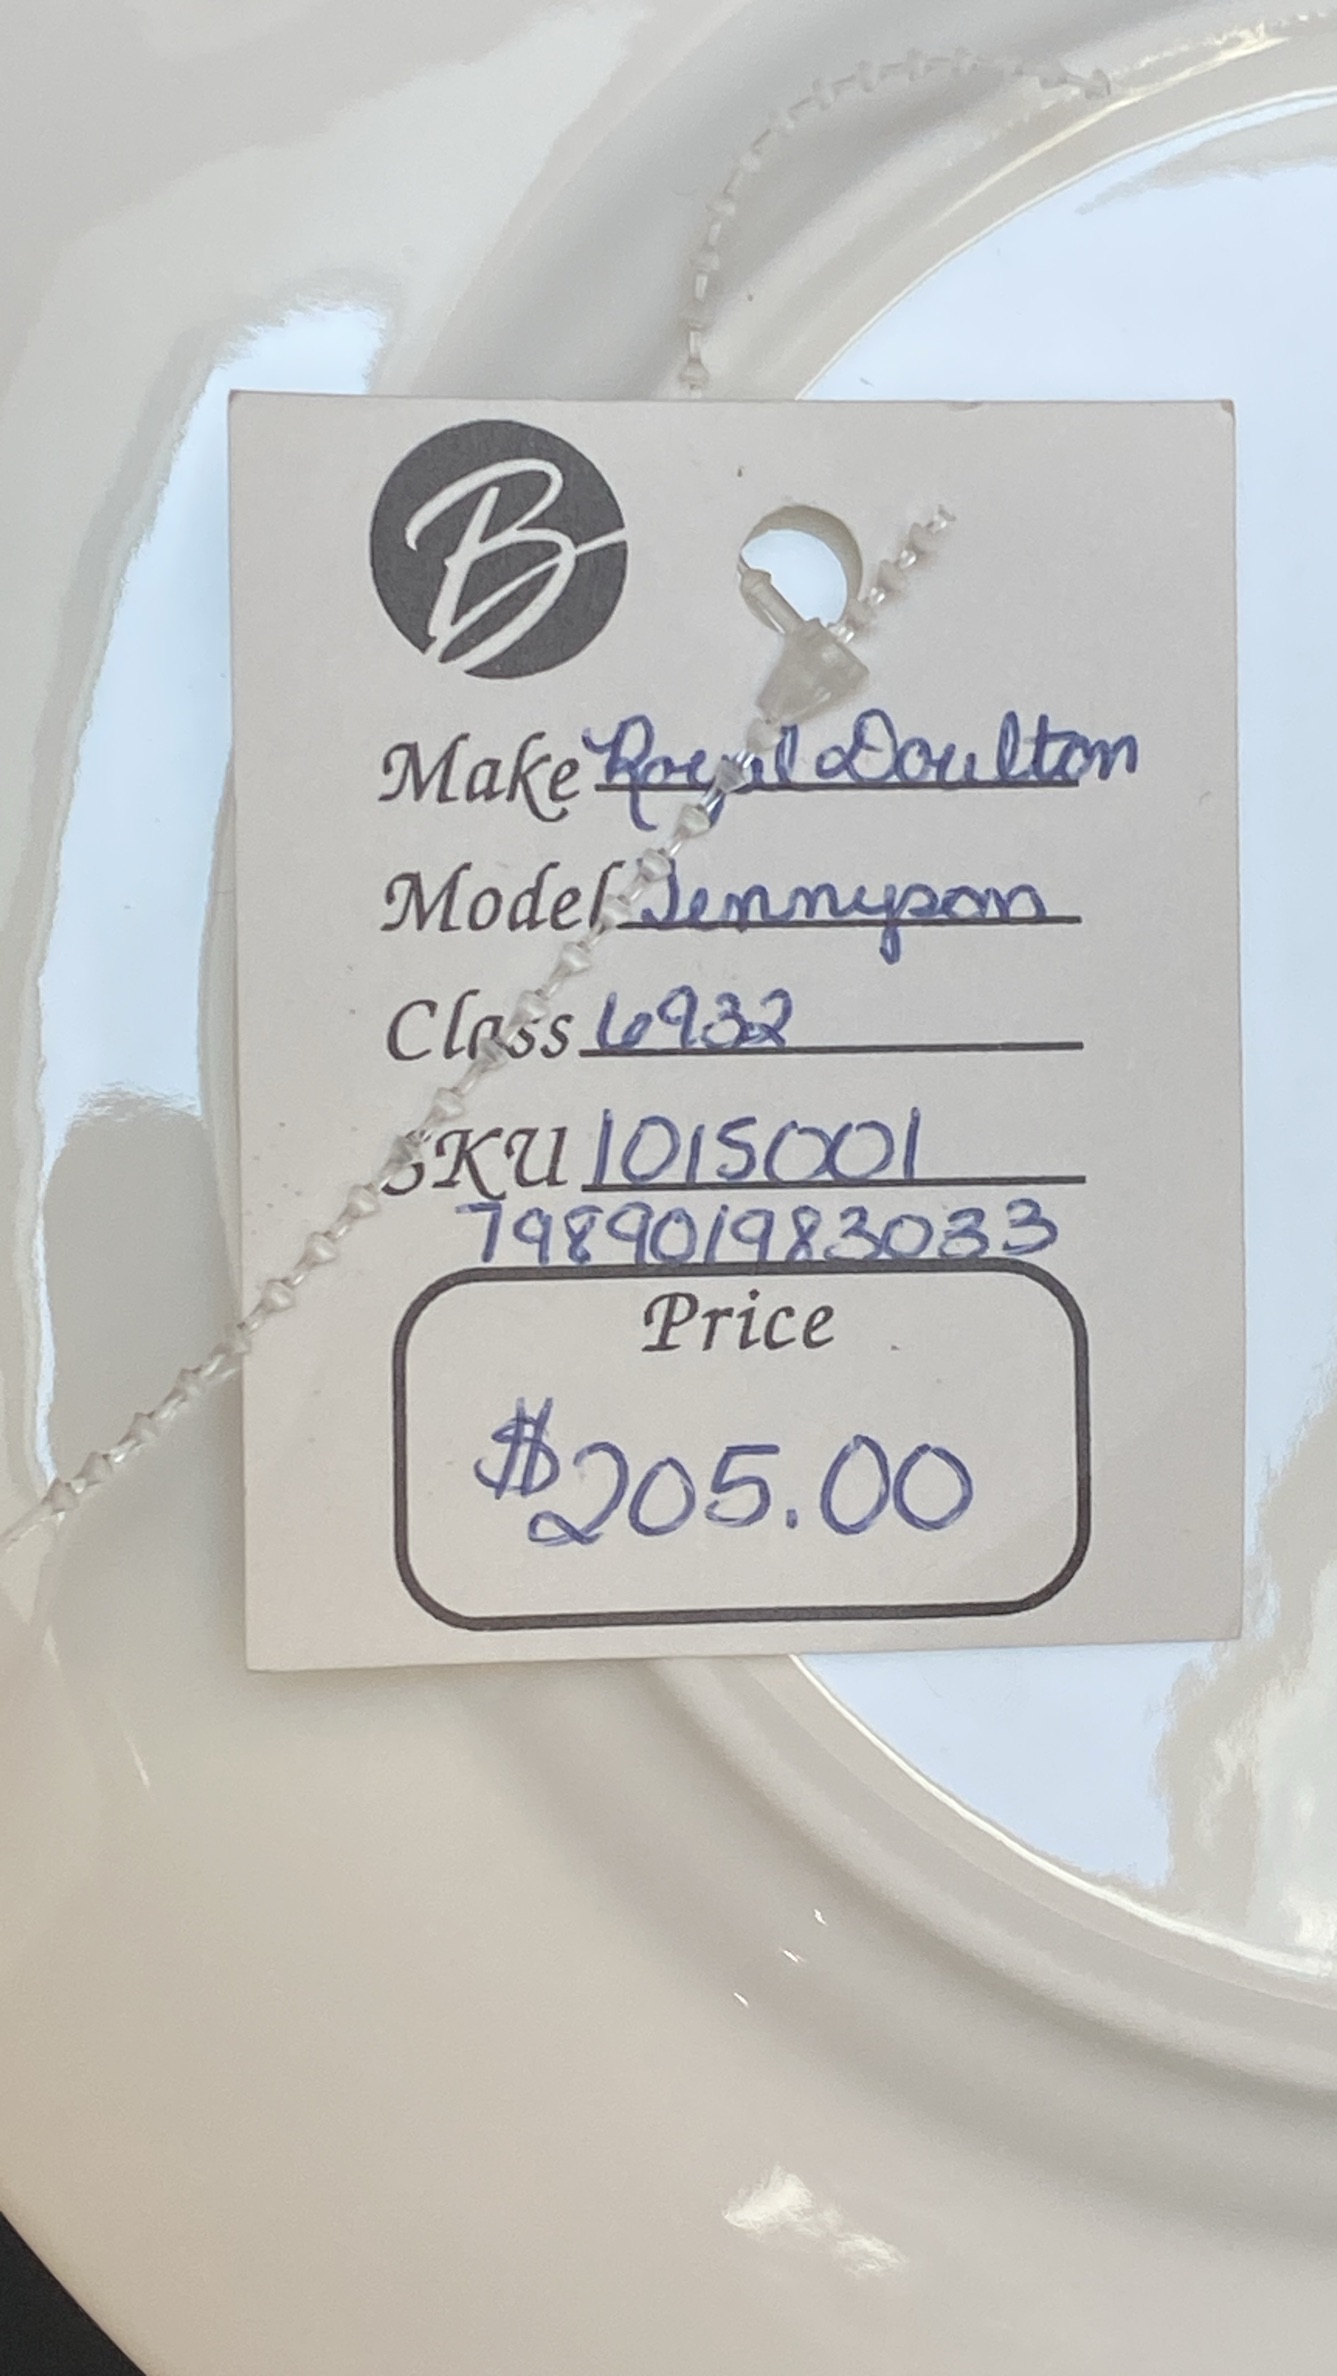 B
Make Royal Doulton
Model Tennyson
Class 6932
SKU 1015001
798901983033
Price
$205.00